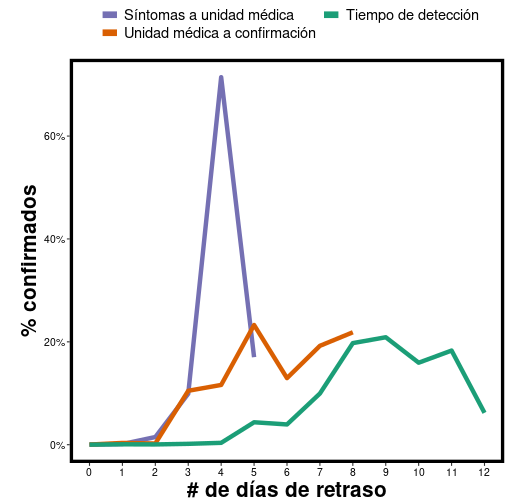 Síntomas a unidad médica
Tiempo de detección
Unidad médica a confirmación
60%
40%
20%
0%
% confirmados
0 1 2 3 4 5 6 7 8 9 10 11 12
# de días de retraso